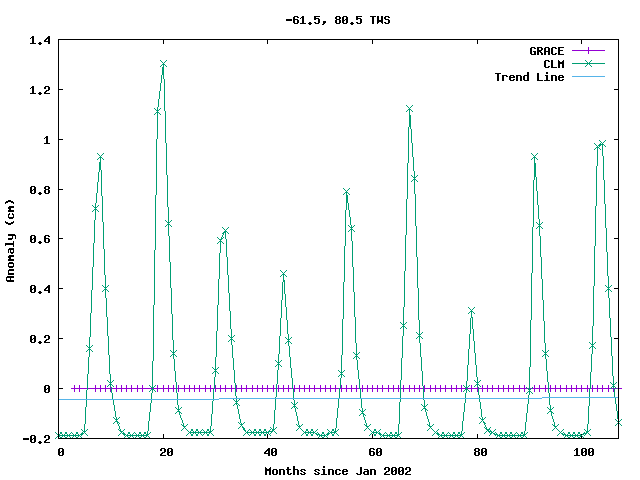 -61.5, 80.5 TWS
GRACE
CLM
Trend Line
1.4
1.2
1
0.8
0.6
0.4
0.2
0
-0.2
Anomaly (cm)
0 20 40 60 80 100
Months since Jan 2002